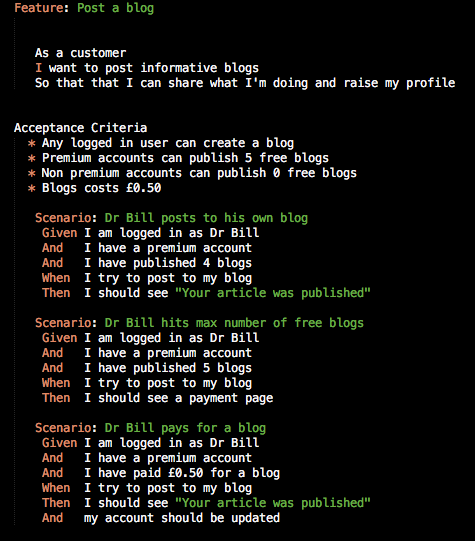 Feature: Post a blog
As a customer
I want to post informative blogs
So that that I can share what I'm doing and raise my profile
Acceptance Criteria
* Any logged in user can create a blog
* Premium accounts can publish 5 free blogs
* Non premium accounts can publish 0 free blogs
* Blogs costs £0.50
Scenario: Dr Bill posts to his own blog
Given I am logged in as Dr Bill
And I have a premium account
And I have published 4 blogs
When I try to post to my blog
Then I should see "Your article was published"
Scenario: Dr Bill hits max number of free blogs
Given I am logged in as Dr Bill
And I have a premium account
And I have published 5 blogs
When I try to post to my blog
Then I should see a payment page
Scenario: Dr Bill pays for a blog
Given I am logged in as Dr Bill
And I have a premium account
And I have paid £0.50 for a blog
When I try to post to my blog
Then I should see "Your article was published"
And my account should be updated